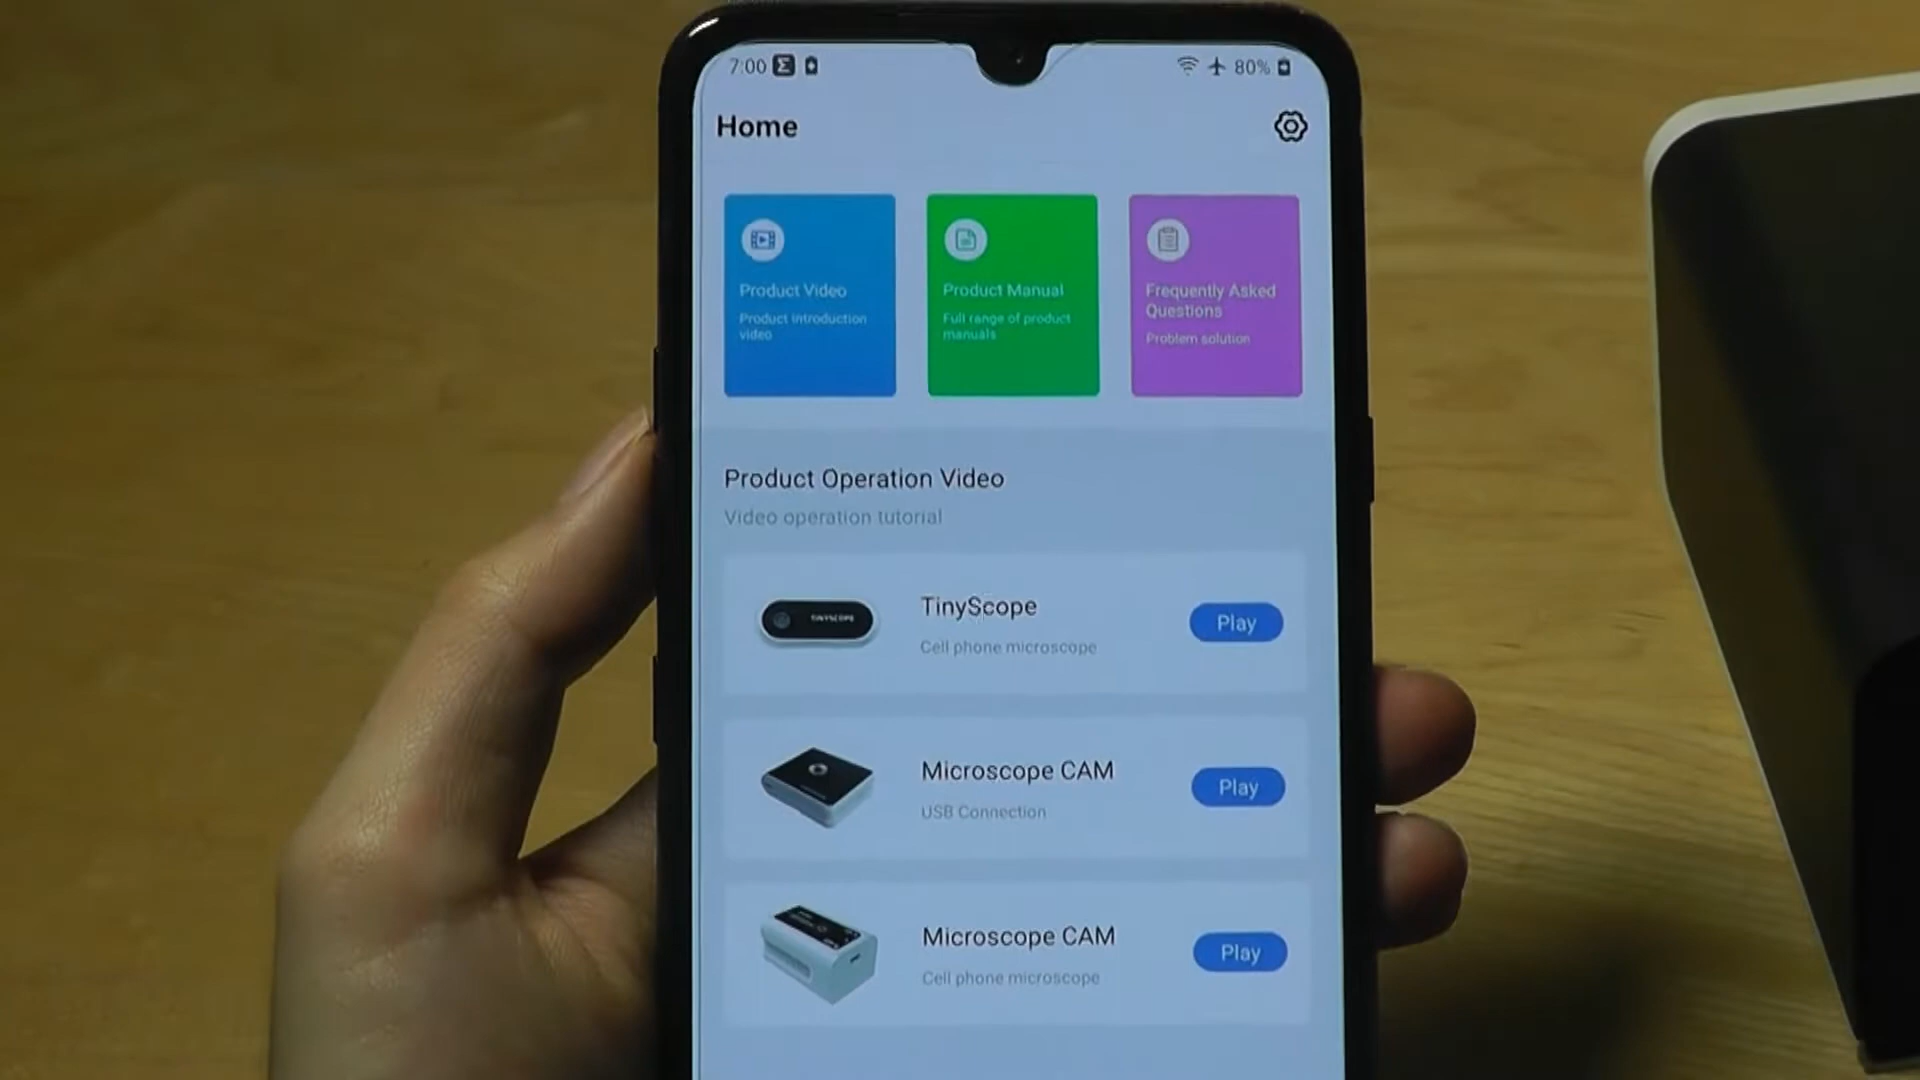 7:00
80%
Home
Product Video
Product introduction
video
Product Manual
Full range of product
manuals
Frequently Asked
Questions
Problem solution
Product Operation Video
Video operation tutorial
TINYSCOPE
TinyScope
Cell phone microscope
Play
Microscope CAM
USB Connection
Play
Microscope CAM
Cell phone microscope
Play